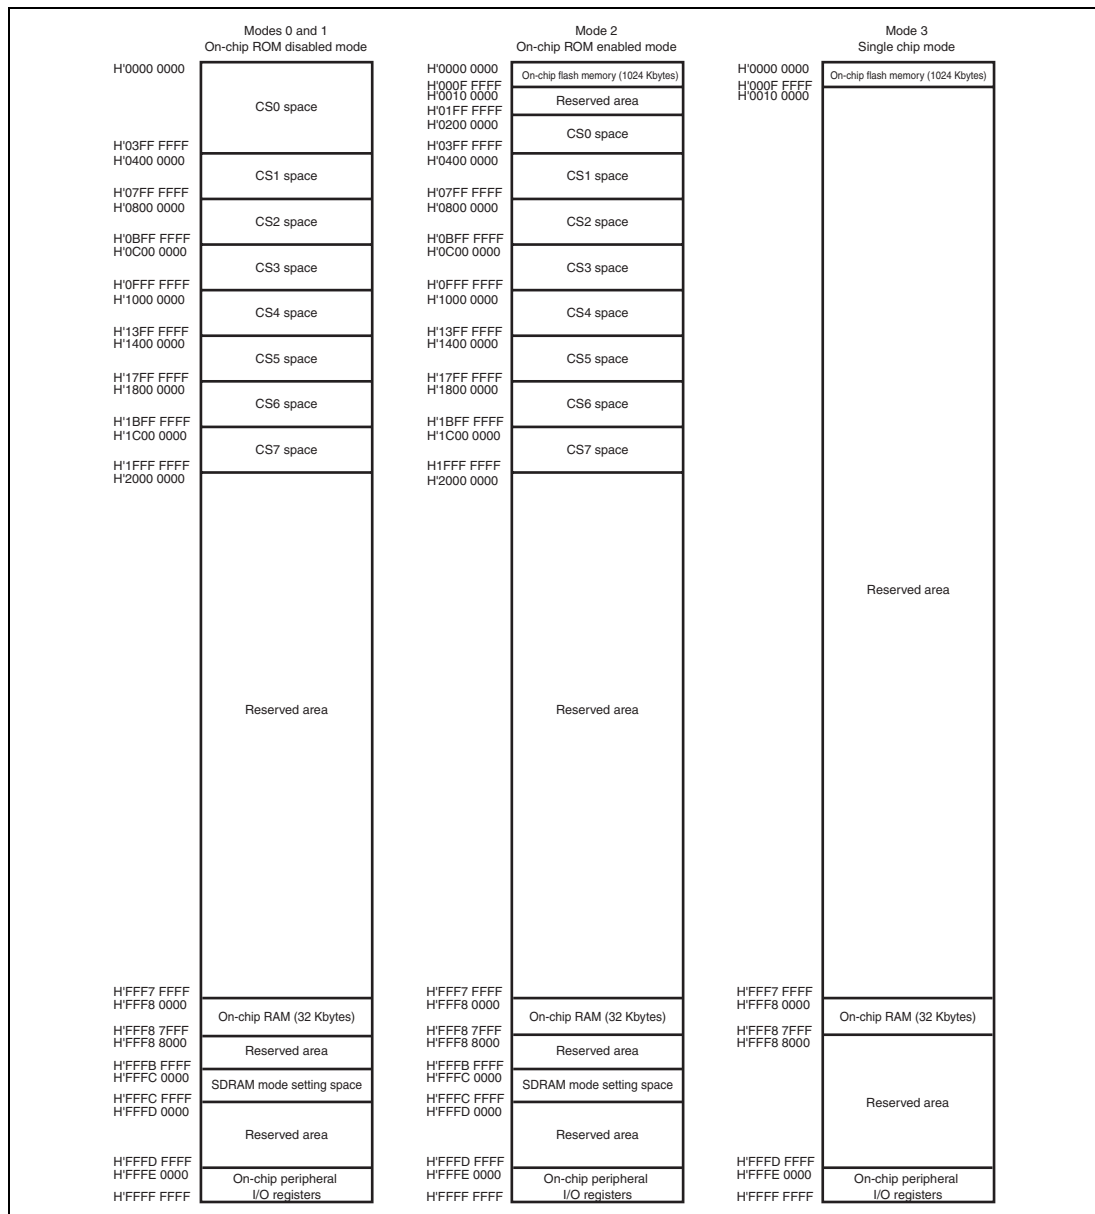 Modes 0 and 1
On-chip ROM disabled mode
H'0000 0000
CS0 space
H'03FF FFFF
H'0400 0000
CS1 space
H'07FF FFFF
H'0800 0000
CS2 space
H'0BFF FFFF
H'0C00 0000
CS3 space
H'0FFF FFFF
H'1000 0000
CS4 space
H'13FF FFFF
H'1400 0000
CS5 space
H'17FF FFFF
H'1800 0000
CS6 space
H'1BFF FFFF
H'1C00 0000
CS7 space
H'1FFF FFFF
H'2000 0000
Reserved area
H'FFF7 FFFF
H'FFF8 0000
On-chip RAM (32 Kbytes)
H'FFF8 7FFF
H'FFF8 8000
Reserved area
H'FFFB FFFF
H'FFFC 0000
SDRAM mode setting space
H'FFFC FFFF
H'FFFD 0000
Reserved area
H'FFFD FFFF
H'FFFE 0000
On-chip peripheral
I/O registers
H'FFFF FFFF
Mode 2
On-chip ROM enabled mode
H'0000 0000
On-chip flash memory (1024 Kbytes)
H'000F FFFF
H'0010 0000
Reserved area
H'01FF FFFF
H'0200 0000
CS0 space
H'03FF FFFF
H'0400 0000
CS1 space
H'07FF FFFF
H'0800 0000
CS2 space
H'0BFF FFFF
H'0C00 0000
CS3 space
H'0FFF FFFF
H'1000 0000
CS4 space
H'13FF FFFF
H'1400 0000
CS5 space
H'17FF FFFF
H'1800 0000
CS6 space
H'1BFF FFFF
H'1C00 0000
CS7 space
H1FFF FFFF
H'2000 0000
Reserved area
H'FFF7 FFFF
H'FFF8 0000
On-chip RAM (32 Kbytes)
H'FFF8 7FFF
H'FFF8 8000
Reserved area
H'FFFB FFFF
H'FFFC 0000
SDRAM mode setting space
H'FFFC FFFF
H'FFFD 0000
Reserved area
H'FFFD FFFF
H'FFFE 0000
On-chip peripheral
I/O registers
H'FFFF FFFF
Mode 3
Single chip mode
H'0000 0000
On-chip flash memory (1024 Kbytes)
H'000F FFFF
H'0010 0000
Reserved area
H'FFF7 FFFF
H'FFF8 0000
On-chip RAM (32 Kbytes)
H'FFF8 7FFF
H'FFF8 8000
Reserved area
H'FFFD FFFF
H'FFFE 0000
On-chip peripheral
I/O registers
H'FFFF FFFF